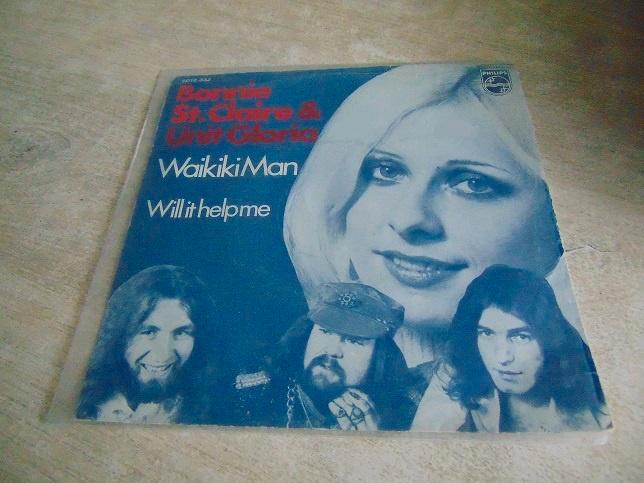 Bonnie
St. Claire &
Unit Gloria
Waikiki Man
Will it help me
PHILIPS